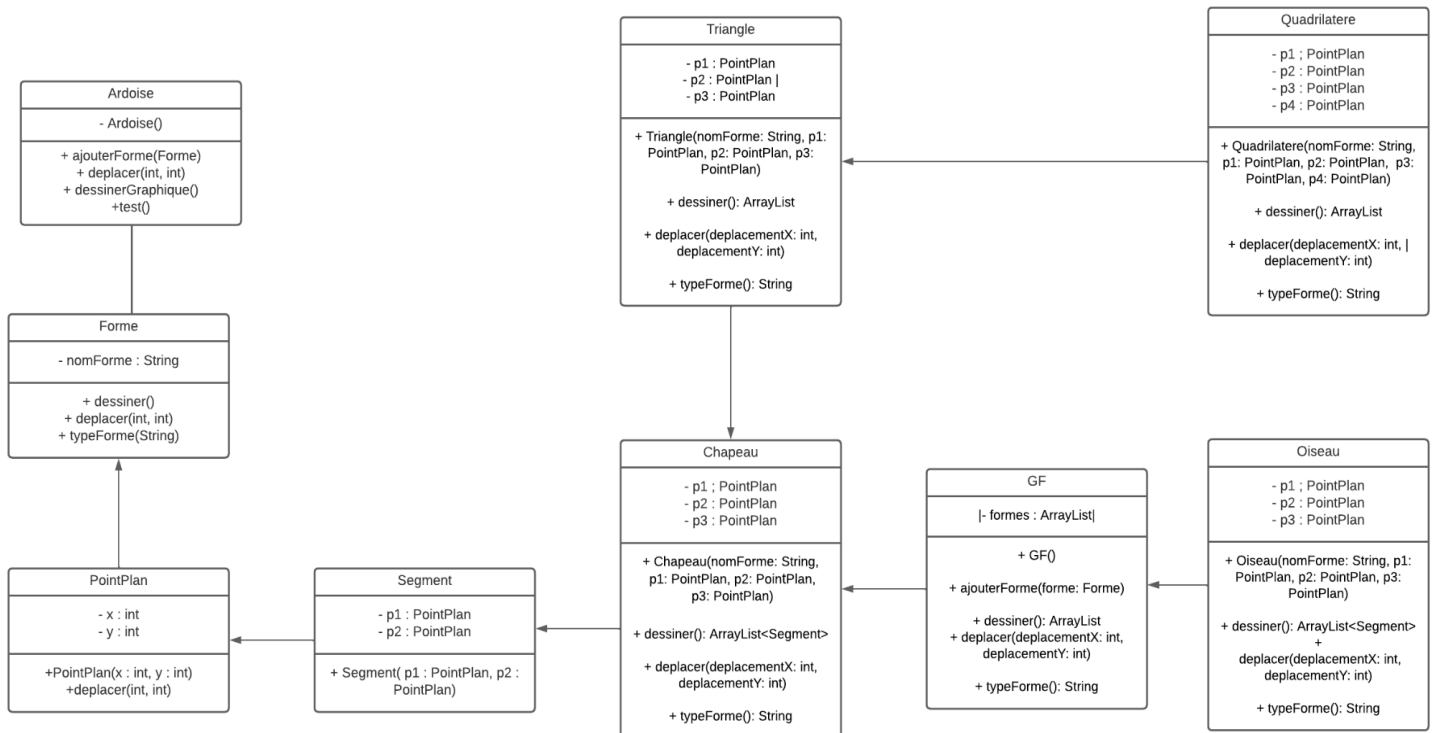 Ardoise
- Ardoise()
+ ajouterForme(Forme)
+ deplacer(int, int)
+ dessinerGraphique()
+test()
Forme
- nomForme : String
+ dessiner()
+ deplacer(int, int)
+ typeForme(String)
PointPlan
- x : int
- y : int
+PointPlan(x : int, y : int)
+deplacer(int, int)
Segment
- p1 : PointPlan
- p2 : PointPlan
+ Segment( p1 : PointPlan, p2 :
PointPlan)
Triangle
- p1 : PointPlan
- p2 : PointPlan |
- p3 : PointPlan
+ Triangle(nomForme: String, p1:
PointPlan, p2: PointPlan, p3:
PointPlan)
+ dessiner(): ArrayList
+ deplacer(deplacementX: int,
deplacementY: int)
+ typeForme(): String
Chapeau
- p1 ; PointPlan
- p2 : PointPlan
- p3 : PointPlan
+ Chapeau(nomForme: String,
p1: PointPlan, p2: PointPlan,
p3: PointPlan)
+ dessiner(): ArrayList<Segment>
+ deplacer(deplacementX: int,
deplacementY: int)
+ typeForme(): String
GF
|- formes : ArrayList|
+ GF()
+ ajouterForme(forme: Forme)
+ dessiner(): ArrayList
+ deplacer(deplacementX: int,
deplacementY: int)
+ typeForme(): String
Quadrilatere
- p1 ; PointPlan
- p2 : PointPlan
- p3 : PointPlan
- p4 : PointPlan
+ Quadrilatere(nomForme: String,
p1: PointPlan, p2: PointPlan, p3:
PointPlan, p4: PointPlan)
+ dessiner(): ArrayList
+ deplacer(deplacementX: int, |
deplacementY: int)
+ typeForme(): String
Oiseau
- p1 ; PointPlan
- p2 : PointPlan
- p3 : PointPlan
+ Oiseau(nomForme: String, p1:
PointPlan, p2: PointPlan, p3:
PointPlan)
+ dessiner(): ArrayList<Segment>
+
deplacer(deplacementX: int,
deplacementY: int)
+ typeForme(): String